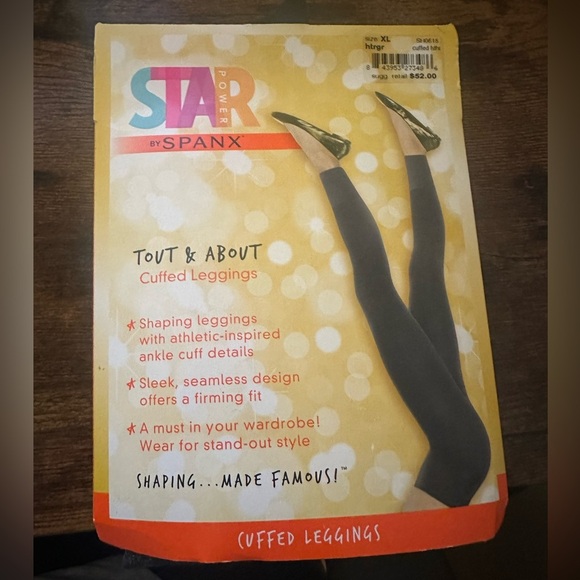 size: XL
hlrgr
cuffed
sugg. retail $52.00
STAR
POWER
BY SPANX®
TOUT & ABOUT
Cuffed Leggings
★ Shaping leggings
with athletic-inspired
ankle cuff details
★ Sleek, seamless design
offers a firming fit
★ A must in your wardrobe!
Wear for stand-out style
SHAPING...MADE FAMOUS!™
CUFFED LEGGINGS